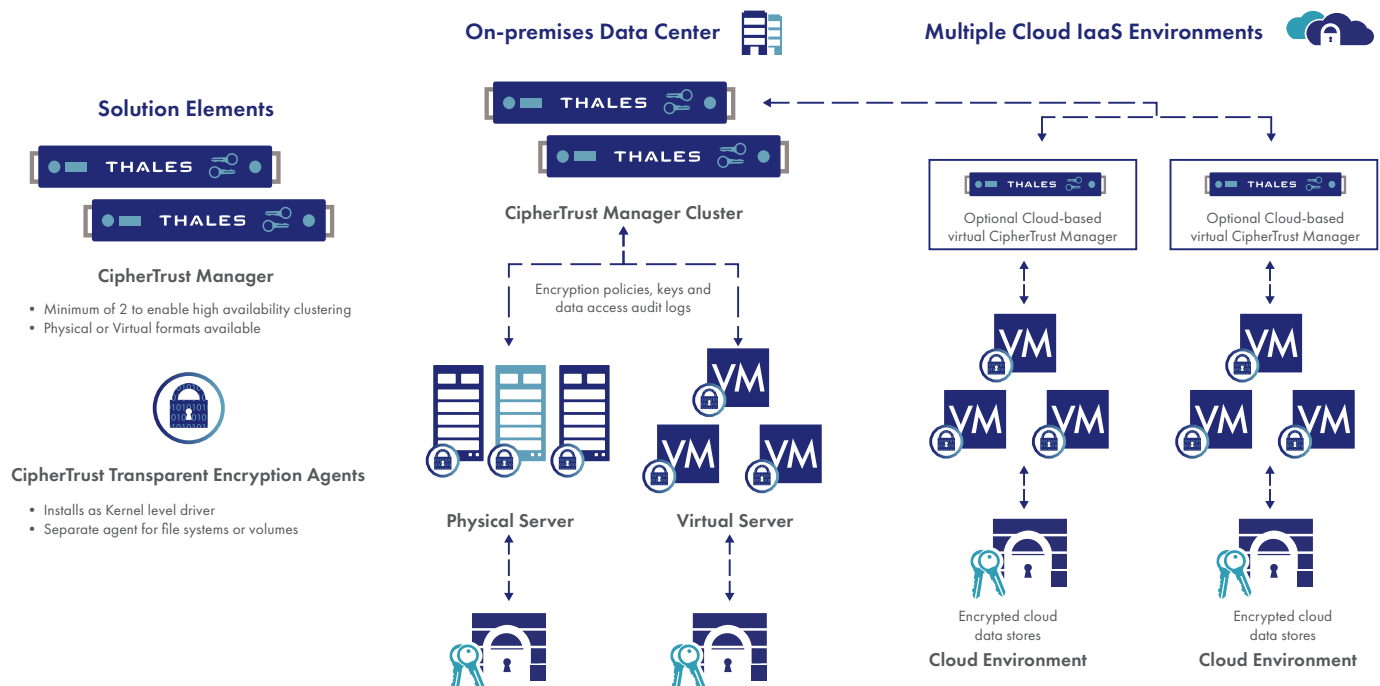 Solution Elements
THALES
THALES
CipherTrust Manager
• Minimum of 2 to enable high availability clustering
• Physical or Virtual formats available
CipherTrust Transparent Encryption Agents
• Installs as Kernel level driver
• Separate agent for file systems or volumes
On-premises Data Center
THALES
THALES
CipherTrust Manager Cluster
Encryption policies, keys and
data access audit logs
VM
VM
VM
Physical Server
Virtual Server
Multiple Cloud IaaS Environments
THALES
Optional Cloud-based
virtual CipherTrust Manager
VM
VM
VM
Encrypted cloud
data stores
Cloud Environment
THALES
Optional Cloud-based
virtual CipherTrust Manager
VM
VM
VM
Encrypted cloud
data stores
Cloud Environment